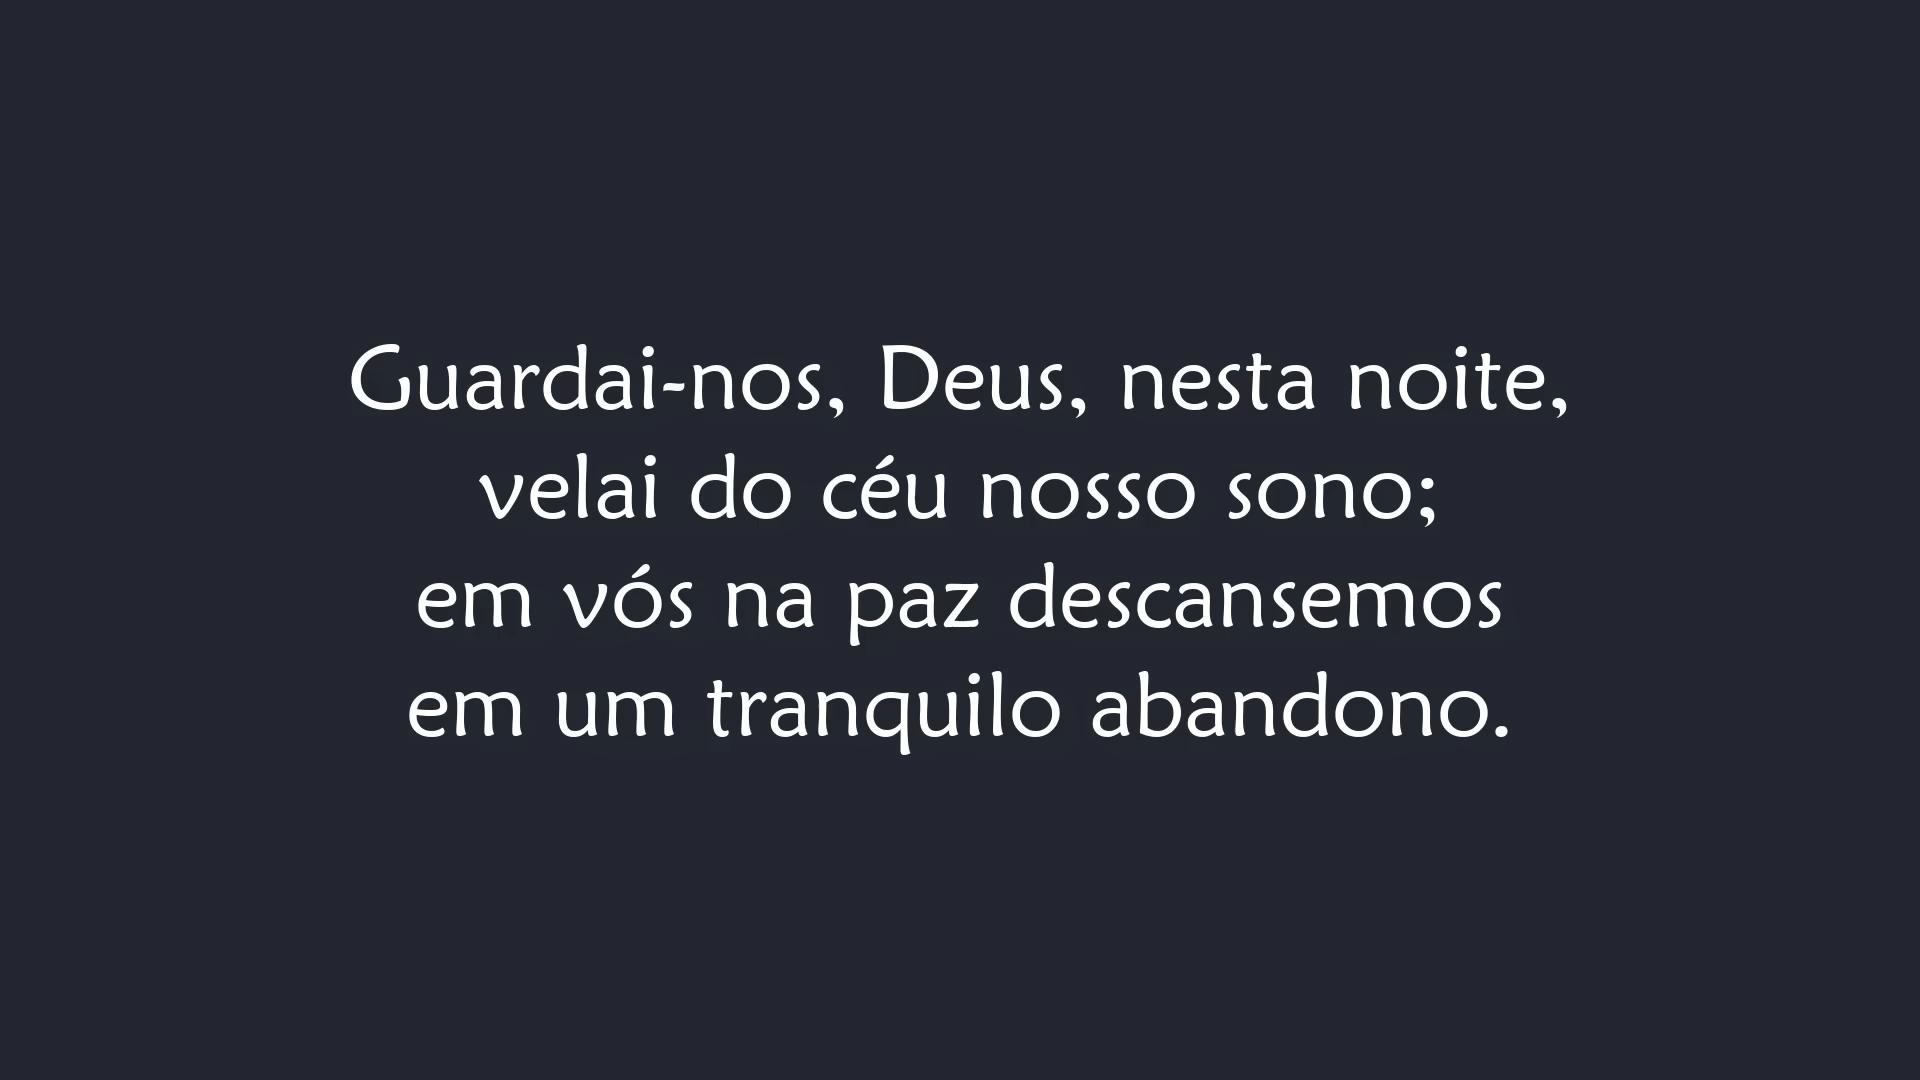 Guardai-nos, Deus, nesta noite,
velai do céu nosso sono;
em vós na paz descansemos
em um tranquilo abandono.